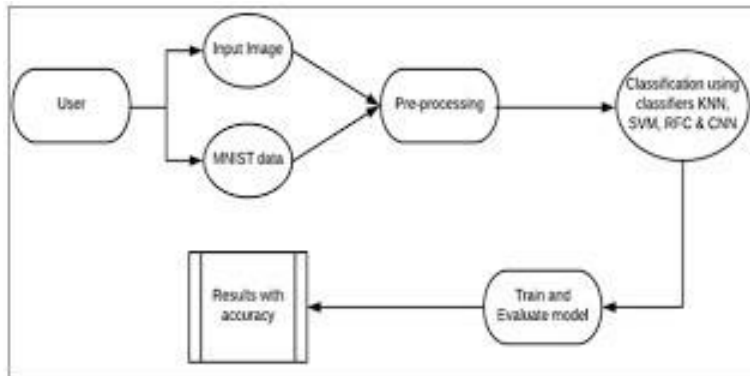 User
Input Image
MNIST data
Pre-processing
Classification using
classifiers KNN,
SVM, RFC & CNN
Train and
Evaluate model
Results with
accuracy